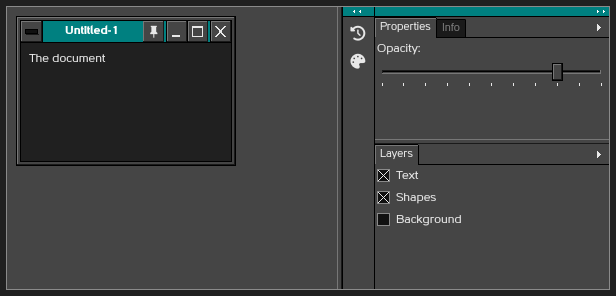 Untitled-1
The document
Properties
Info
Opacity:
Layers
Text
Shapes
Background